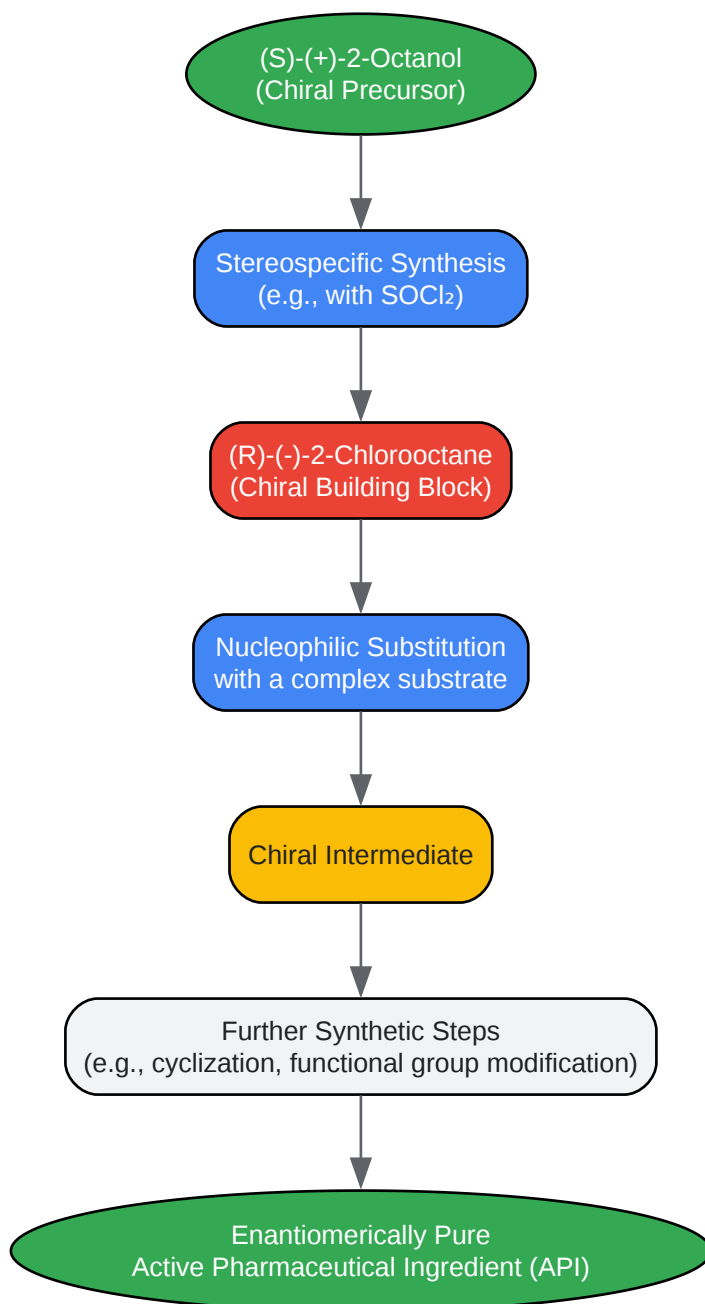 (S)-(+)-2-Octanol
(Chiral Precursor)
Stereospecific Synthesis
(e.g., with SOCl₂)
(R)-(-)-2-Chlorooctane
(Chiral Building Block)
Nucleophilic Substitution
with a complex substrate
Chiral Intermediate
Further Synthetic Steps
(e.g., cyclization, functional group modification)
Enantiomerically Pure
Active Pharmaceutical Ingredient (API)